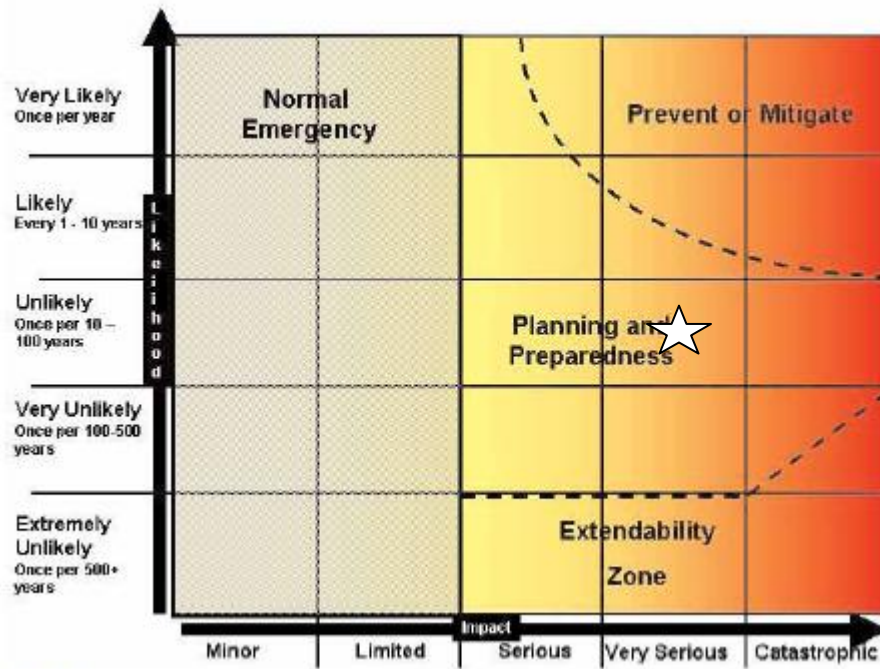 Very Likely
Once per year
Normal
Emergency
Prevent or Mitigate
Likely
Every 1 - 10 years
Likelihood
Unlikely
Once per 10 –
100 years
Planning and
Preparedness
Very Unlikely
Once per 100-500
years
Extremely
Unlikely
Once per 500+
years
Extendability
Zone
Impact
Minor
Limited
Serious
Very Serious
Catastrophic